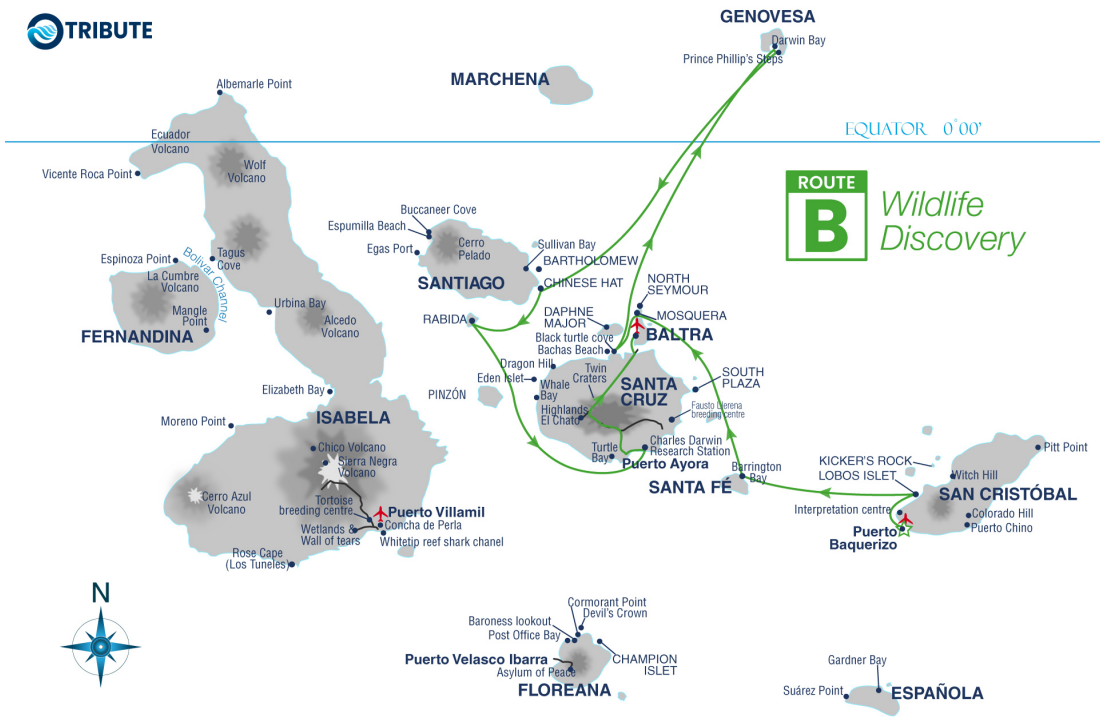 TRIBUTE
GENOVESA
Darwin Bay
Prince Phillip's Steps
MARCHENA
Albemarle Point
EQUATOR 0°00'
Ecuador
Volcano
Wolf
Volcano
Vicente Roca Point
ROUTE
B
Wildlife
Discovery
Buccaneer Cove
Espumilla Beach
Egas Port
Cerro
Pelado
SANTIAGO
Sullivan Bay
BARTHOLOMEW
CHINESE HAT
Tagus
Cove
Bolivar Channel
Espinoza Point
La Cumbre
Volcano
Mangle
Point
FERNANDINA
Urbina Bay
Alcedo
Volcano
RABIDA
NORTH
SEYMOUR
MOSQUERA
DAPHNE
MAJOR
BALTRA
Black turtle cove
Bachas Beach
Dragon Hill
Eden Islet
Whale
Bay
Twin
Craters
SANTA
CRUZ
SOUTH
PLAZA
Highlands
El Chato
Fausto Llerena
breeding centre
PINZÓN
Elizabeth Bay
ISABELA
Moreno Point
Chico Volcano
Sierra Negra
Volcano
Cerro Azul
Volcano
Tortoise
breeding centre
Puerto Villamil
Concha de Perla
Wetlands &
Wall of tears
Whitetip reef shark chanel
Rose Cape
(Los Tuneles)
Turtle
Bay
Charles Darwin
Research Station
Puerto Ayora
Barrington
Bay
SANTA FÉ
Pitt Point
KICKER'S ROCK
LOBOS ISLET
Witch Hill
SAN CRISTÓBAL
Interpretation centre
Colorado Hill
Puerto Chino
Puerto
Baquerizo
N
Cormorant Point
Devil's Crown
Baroness lookout
Post Office Bay
Puerto Velasco Ibarra
Asylum of Peace
CHAMPION
ISLET
FLOREANA
Gardner Bay
Suárez Point
ESPAÑOLA